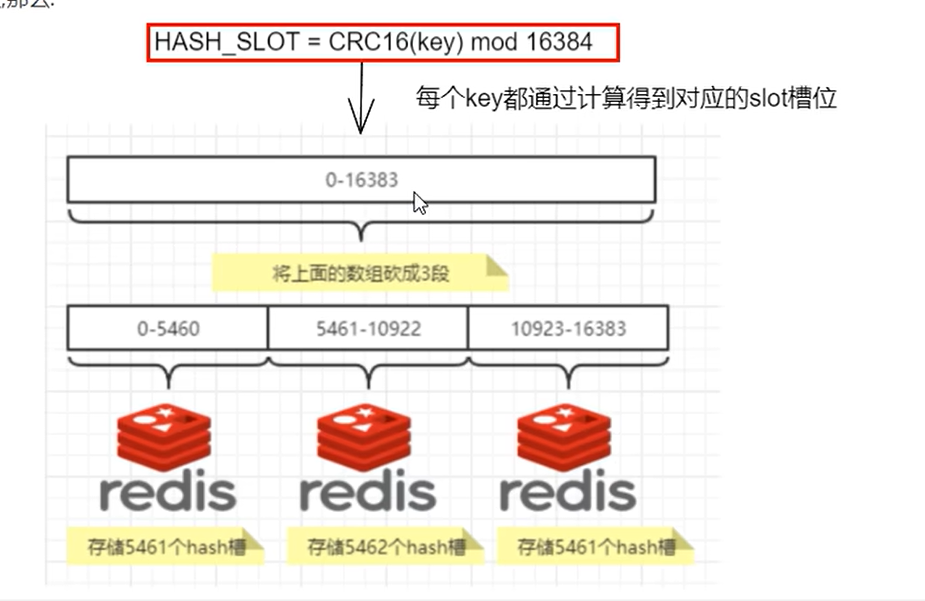 ,那么:
HASH_SLOT = CRC16(key) mod 16384
每个key都通过计算得到对应的slot槽位
0-16383
将上面的数组砍成3段
0-5460 5461-10922 10923-16383
redis redis redis
存储5461个hash槽 存储5462个hash槽 存储5461个hash槽